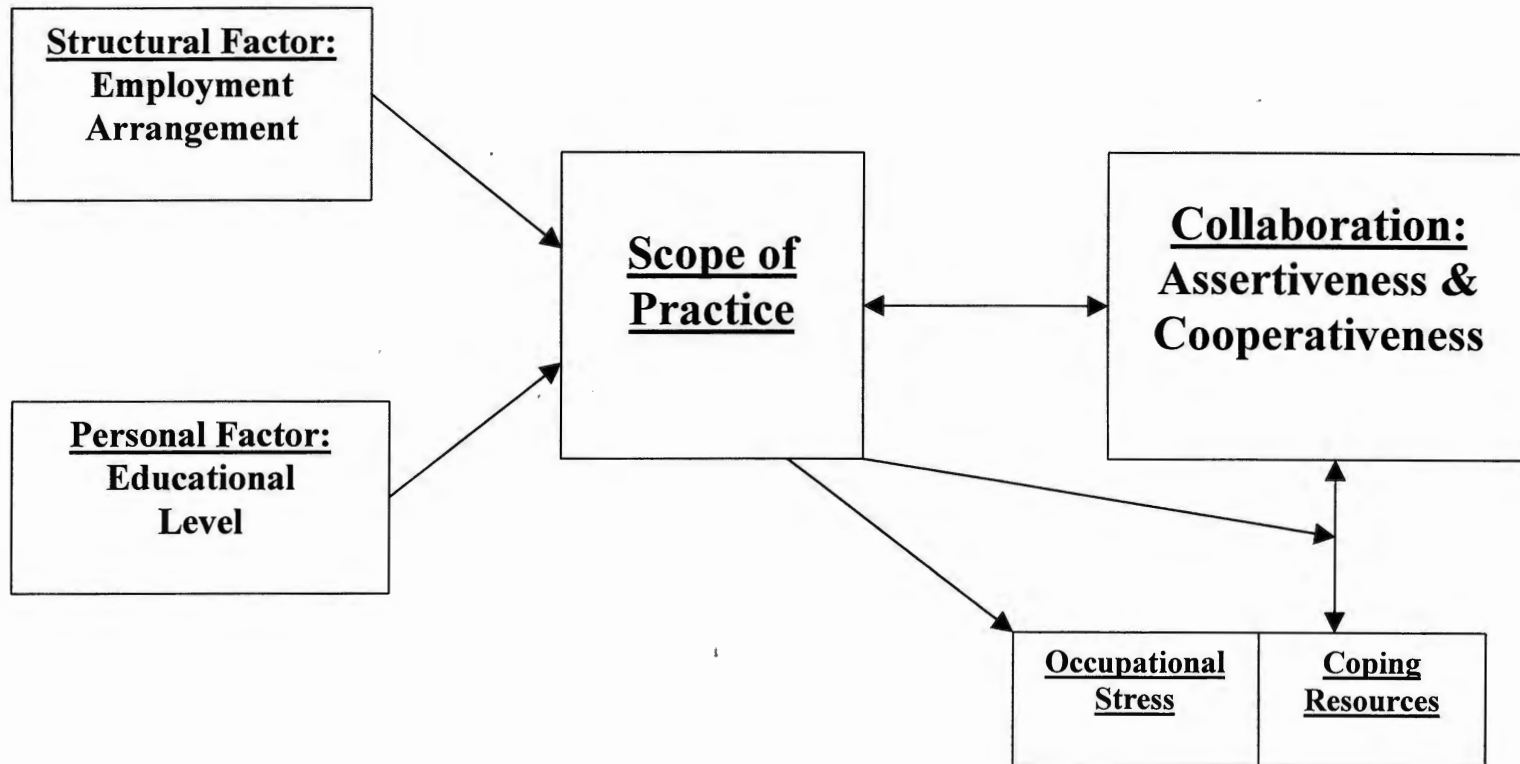 Structural Factor:
Employment
Arrangement
Scope of
Practice
Collaboration:
Assertiveness &
Cooperativeness
Personal Factor:
Educational
Level
Occupational
Stress
Coping
Resources